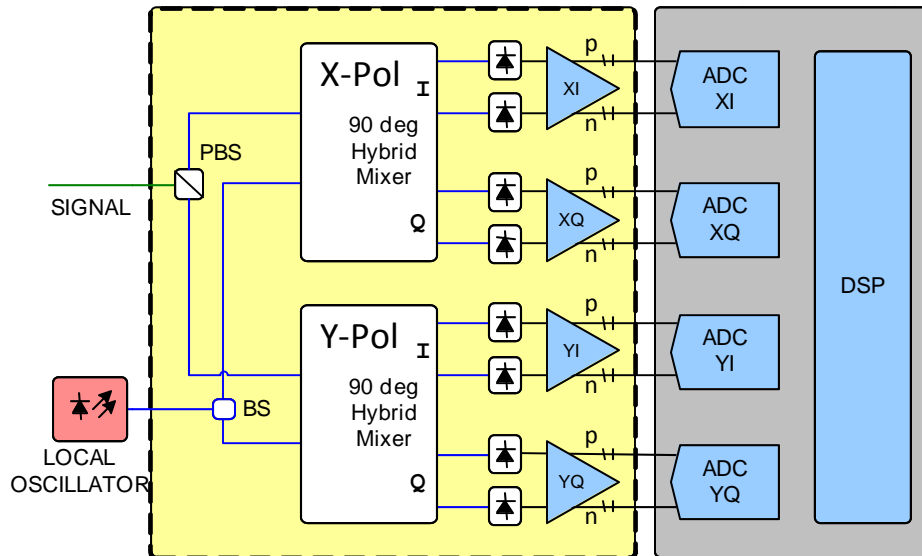 X-Pol
I
90 deg
Hybrid
Mixer
Q
PBS
SIGNAL
p
XI
n
ADC
XI
p
XQ
n
ADC
XQ
DSP
Y-Pol
I
90 deg
Hybrid
Mixer
Q
BS
LOCAL
OSCILLATOR
p
YI
n
ADC
YI
p
YQ
n
ADC
YQ